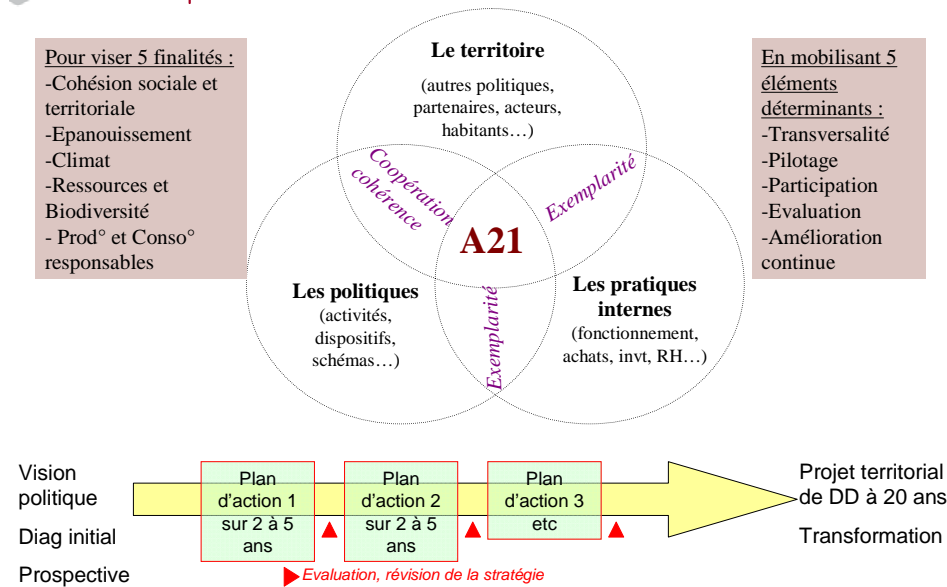 Pour viser 5 finalités :
-Cohésion sociale et
territoriale
-Epanouissement
-Climat
-Ressources et
Biodiversité
- Prod° et Conso°
responsables
Le territoire
(autres politiques,
partenaires, acteurs,
habitants…)
En mobilisant 5
éléments
déterminants :
-Transversalité
-Pilotage
-Participation
-Evaluation
-Amélioration
continue
Coopération
cohérence
Exemplarité
A21
Les politiques
(activités,
dispositifs,
schémas…)
Exemplarité
Les pratiques
internes
(fonctionnement,
achats, invt, RH…)
Vision
politique
Diag initial
Prospective
Plan
d'action 1
sur 2 à 5
ans
Plan
d'action 2
sur 2 à 5
ans
Plan
d'action 3
etc
Projet territorial
de DD à 20 ans
Transformation
Evaluation, révision de la stratégie